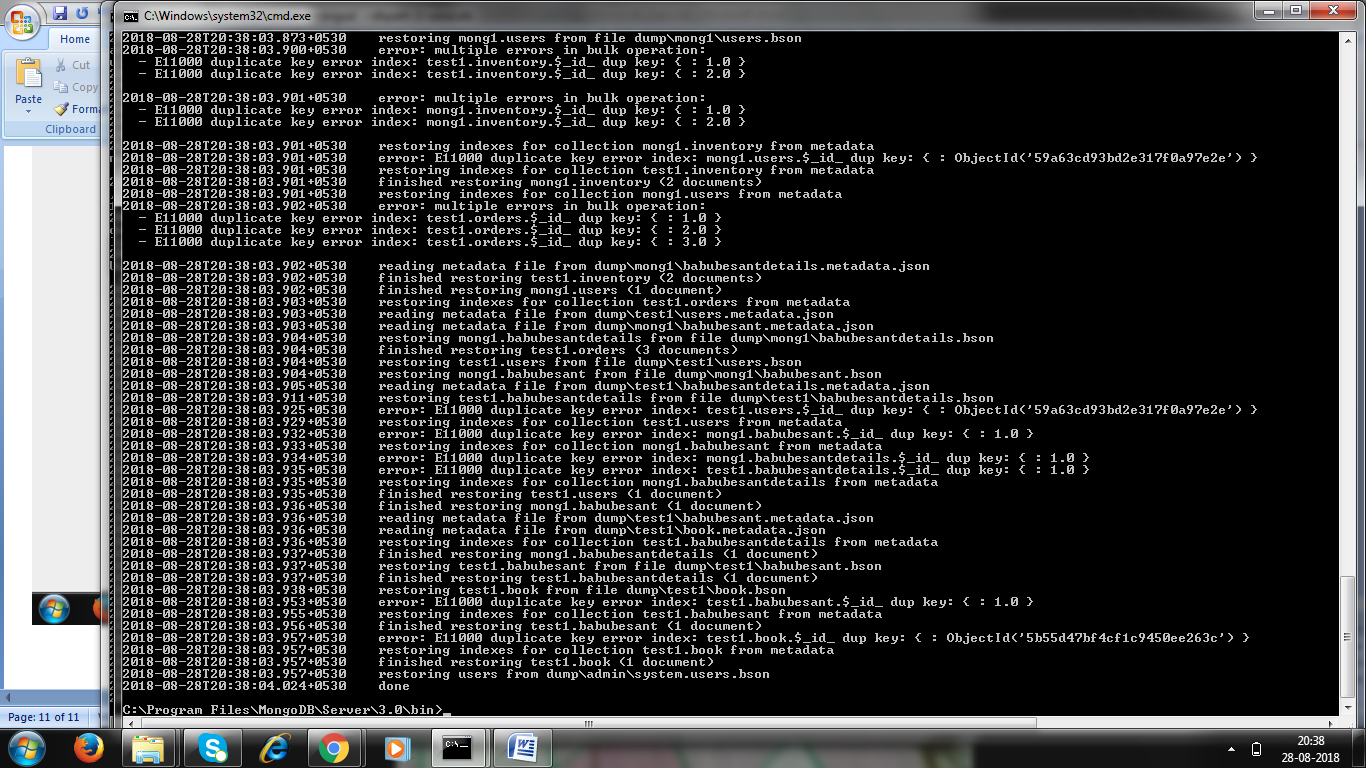 C:\Windows\system32\cmd.exe
Home
Cut
Copy
Forma
Paste
Clipboard
2018-08-28T20:38:03.873+0530 restoring mong1.users from file dump\mong1\users.bson
2018-08-28T20:38:03.900+0530 error: multiple errors in bulk operation:
- E11000 duplicate key error index: test1.inventory.$_id_ dup key: { : 1.0 }
- E11000 duplicate key error index: test1.inventory.$_id_ dup key: { : 2.0 }
2018-08-28T20:38:03.901+0530 error: multiple errors in bulk operation:
- E11000 duplicate key error index: mong1.inventory.$_id_ dup key: { : 1.0 }
- E11000 duplicate key error index: mong1.inventory.$_id_ dup key: { : 2.0 }
2018-08-28T20:38:03.901+0530 restoring indexes for collection mong1.inventory from metadata
2018-08-28T20:38:03.901+0530 error: E11000 duplicate key error index: mong1.users.$_id_ dup key: { : ObjectId('59a63cd93bd2e317f0a97e2e') }
2018-08-28T20:38:03.901+0530 restoring indexes for collection test1.inventory from metadata
2018-08-28T20:38:03.901+0530 finished restoring mong1.inventory (2 documents)
2018-08-28T20:38:03.901+0530 restoring indexes for collection mong1.users from metadata
2018-08-28T20:38:03.902+0530 error: multiple errors in bulk operation:
- E11000 duplicate key error index: test1.orders.$_id_ dup key: { : 1.0 }
- E11000 duplicate key error index: test1.orders.$_id_ dup key: { : 2.0 }
- E11000 duplicate key error index: test1.orders.$_id_ dup key: { : 3.0 }
2018-08-28T20:38:03.902+0530 reading metadata file from dump\mong1\babubesantdetails.metadata.json
2018-08-28T20:38:03.902+0530 finished restoring test1.inventory (2 documents)
2018-08-28T20:38:03.902+0530 finished restoring mong1.users (1 document)
2018-08-28T20:38:03.903+0530 restoring indexes for collection test1.orders from metadata
2018-08-28T20:38:03.903+0530 reading metadata file from dump\test1\users.metadata.json
2018-08-28T20:38:03.903+0530 reading metadata file from dump\mong1\babubesant.metadata.json
2018-08-28T20:38:03.904+0530 restoring mong1.babubesantdetails from file dump\mong1\babubesantdetails.bson
2018-08-28T20:38:03.904+0530 finished restoring test1.orders (3 documents)
2018-08-28T20:38:03.904+0530 restoring test1.users from file dump\test1\users.bson
2018-08-28T20:38:03.904+0530 restoring mong1.babubesant from file dump\mong1\babubesant.bson
2018-08-28T20:38:03.905+0530 reading metadata file from dump\test1\babubesantdetails.metadata.json
2018-08-28T20:38:03.911+0530 restoring test1.babubesantdetails from file dump\test1\babubesantdetails.bson
2018-08-28T20:38:03.925+0530 error: E11000 duplicate key error index: test1.users.$_id_ dup key: { : ObjectId('59a63cd93bd2e317f0a97e2e') }
2018-08-28T20:38:03.929+0530 restoring indexes for collection test1.users from metadata
2018-08-28T20:38:03.932+0530 error: E11000 duplicate key error index: mong1.babubesant.$_id_ dup key: { : 1.0 }
2018-08-28T20:38:03.933+0530 restoring indexes for collection mong1.babubesant from metadata
2018-08-28T20:38:03.934+0530 error: E11000 duplicate key error index: mong1.babubesantdetails.$_id_ dup key: { : 1.0 }
2018-08-28T20:38:03.935+0530 error: E11000 duplicate key error index: test1.babubesantdetails.$_id_ dup key: { : 1.0 }
2018-08-28T20:38:03.935+0530 restoring indexes for collection mong1.babubesantdetails from metadata
2018-08-28T20:38:03.935+0530 finished restoring test1.users (1 document)
2018-08-28T20:38:03.936+0530 finished restoring mong1.babubesant (1 document)
2018-08-28T20:38:03.936+0530 reading metadata file from dump\test1\babubesant.metadata.json
2018-08-28T20:38:03.936+0530 reading metadata file from dump\test1\book.metadata.json
2018-08-28T20:38:03.936+0530 restoring indexes for collection test1.babubesantdetails from metadata
2018-08-28T20:38:03.937+0530 finished restoring mong1.babubesantdetails (1 document)
2018-08-28T20:38:03.937+0530 restoring test1.babubesant from file dump\test1\babubesant.bson
2018-08-28T20:38:03.937+0530 finished restoring test1.babubesantdetails (1 document)
2018-08-28T20:38:03.938+0530 restoring test1.book from file dump\test1\book.bson
2018-08-28T20:38:03.953+0530 error: E11000 duplicate key error index: test1.babubesant.$_id_ dup key: { : 1.0 }
2018-08-28T20:38:03.955+0530 restoring indexes for collection test1.babubesant from metadata
2018-08-28T20:38:03.956+0530 finished restoring test1.babubesant (1 document)
2018-08-28T20:38:03.957+0530 error: E11000 duplicate key error index: test1.book.$_id_ dup key: { : ObjectId('5b55d47bf4cf1c9450ee263c') }
2018-08-28T20:38:03.957+0530 restoring indexes for collection test1.book from metadata
2018-08-28T20:38:03.957+0530 finished restoring test1.book (1 document)
2018-08-28T20:38:03.957+0530 restoring users from dump\admin\system.users.bson
2018-08-28T20:38:04.024+0530 done
C:\Program Files\MongoDB\Server\3.0\bin>_
Page: 11 of 11
20:38
28-08-2018